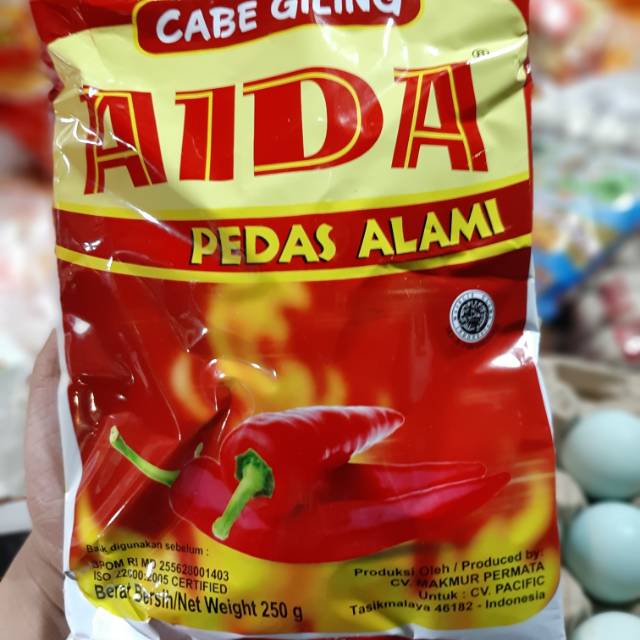 CABE GILING
AIDA
®
PEDAS ALAMI
Baik digunakan sebelum :
BPOM RI MD 255628001403
ISO 22000:2005 CERTIFIED
Berat Bersih/Net Weight 250 g
Produksi Oleh / Produced by:
CV. MAKMUR PERMATA
Untuk : CV. PACIFIC
Tasikmalaya 46182 - Indonesia